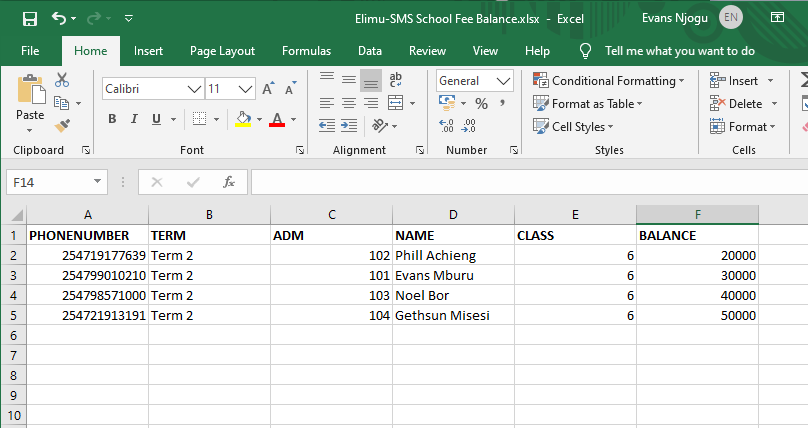 Elimu-SMS School Fee Balance.xlsx - Excel Evans Njogu EN
File Home Insert Page Layout Formulas Data Review View Help Tell me what you want to do
Calibri 11 A A ab General Conditional Formatting Insert
Paste B I U A % , Format as Table Delete
.00 .0 Cell Styles Format
Clipboard Font Alignment Number Styles Cells
F14 fx
A B C D E F
1 PHONENUMBER TERM ADM NAME CLASS BALANCE
2 254719177639 Term 2 102 Phill Achieng 6 20000
3 254799010210 Term 2 101 Evans Mburu 6 30000
4 254798571000 Term 2 103 Noel Bor 6 40000
5 254721913191 Term 2 104 Gethsun Misesi 6 50000
6
7
8
9
10